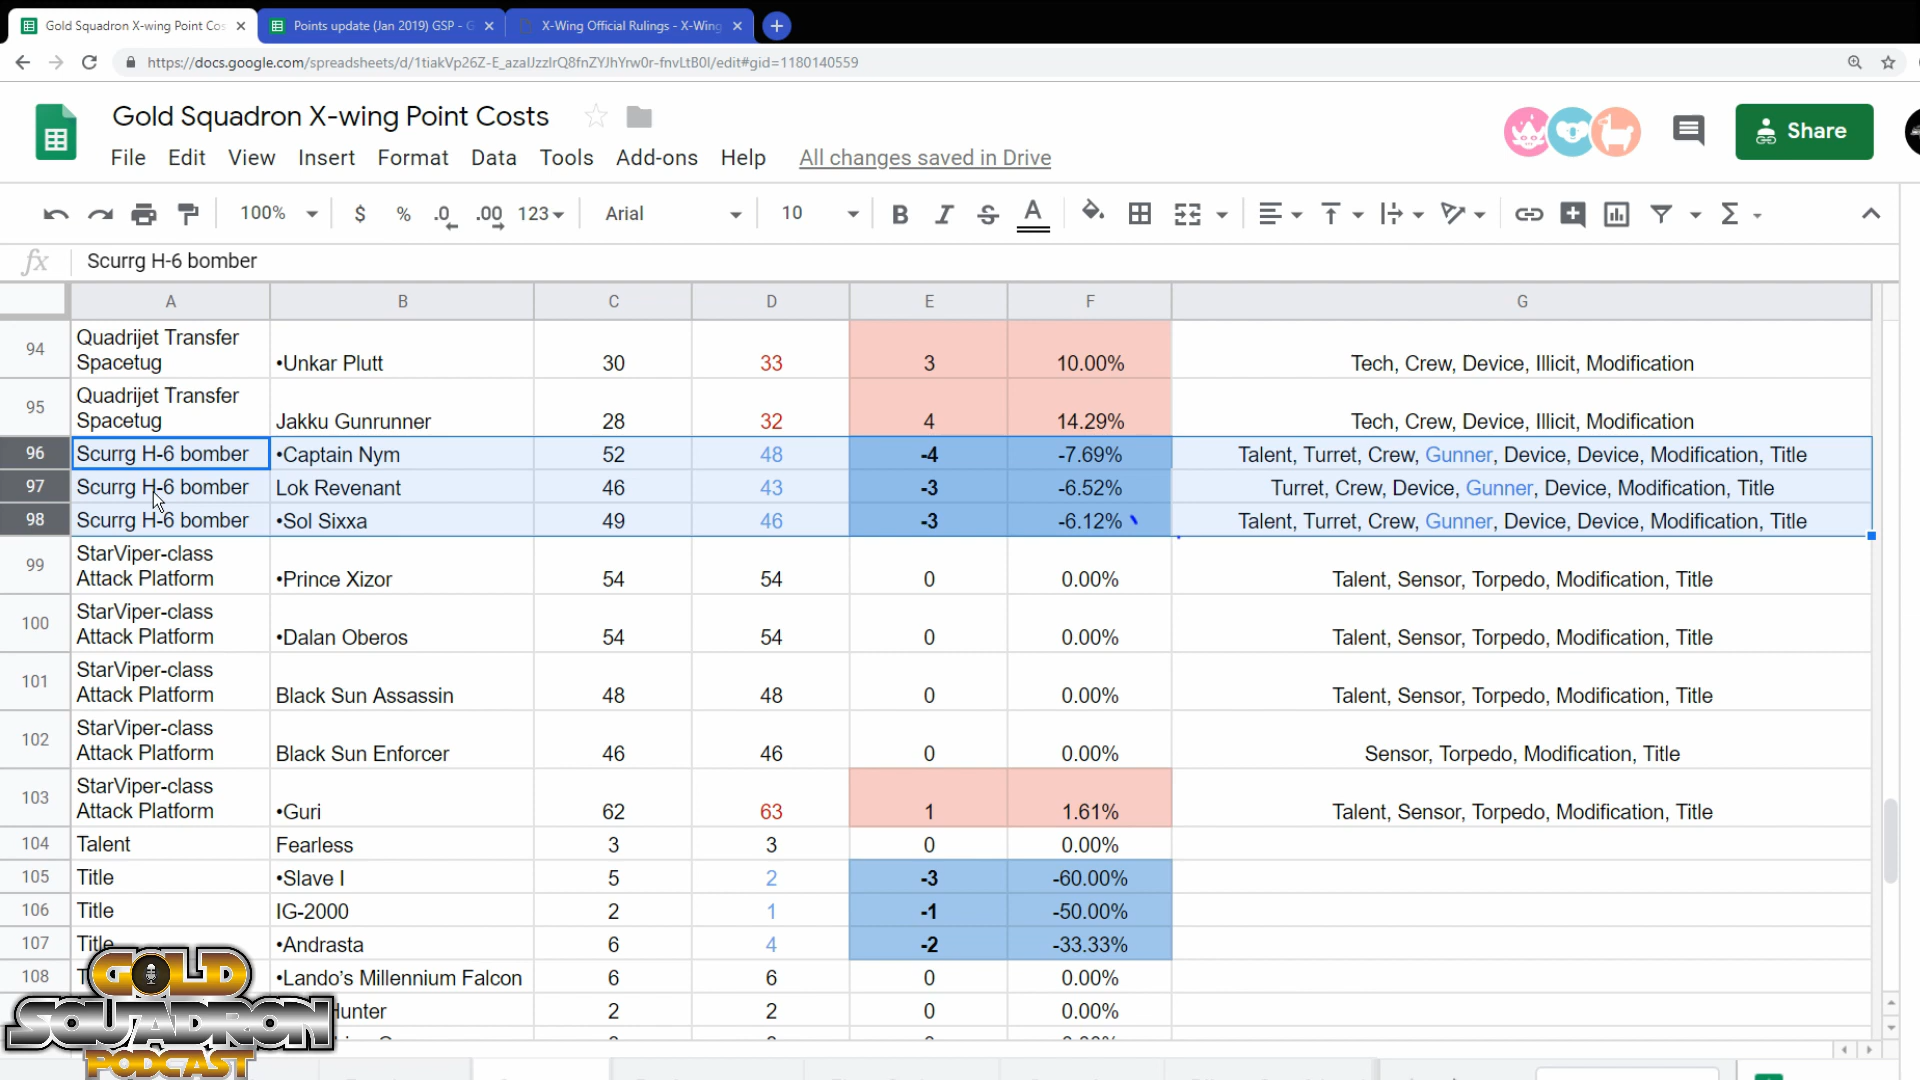 Gold Squadron X-wing Point Cos
Points update (Jan 2019) GSP - G
X-Wing Official Rulings - X-Wing
https://docs.google.com/spreadsheets/d/1tiakVp26Z-E_azalJzzlrQ8fnZYJhYrw0r-fnvLtB0I/edit#gid=1180140559
Gold Squadron X-wing Point Costs
File Edit View Insert Format Data Tools Add-ons Help All changes saved in Drive
Share
100% $ % .0 .00 123 Arial 10 B I S A Σ
fx Scurrg H-6 bomber
A B C D E F G
94 Quadrijet Transfer Spacetug •Unkar Plutt 30 33 3 10.00% Tech, Crew, Device, Illicit, Modification
95 Quadrijet Transfer Spacetug Jakku Gunrunner 28 32 4 14.29% Tech, Crew, Device, Illicit, Modification
96 Scurrg H-6 bomber •Captain Nym 52 48 -4 -7.69% Talent, Turret, Crew, Gunner, Device, Device, Modification, Title
97 Scurrg H-6 bomber Lok Revenant 46 43 -3 -6.52% Turret, Crew, Device, Gunner, Device, Modification, Title
98 Scurrg H-6 bomber •Sol Sixxa 49 46 -3 -6.12% Talent, Turret, Crew, Gunner, Device, Device, Modification, Title
99 StarViper-class Attack Platform •Prince Xizor 54 54 0 0.00% Talent, Sensor, Torpedo, Modification, Title
100 StarViper-class Attack Platform •Dalan Oberos 54 54 0 0.00% Talent, Sensor, Torpedo, Modification, Title
101 StarViper-class Attack Platform Black Sun Assassin 48 48 0 0.00% Talent, Sensor, Torpedo, Modification, Title
102 StarViper-class Attack Platform Black Sun Enforcer 46 46 0 0.00% Sensor, Torpedo, Modification, Title
103 StarViper-class Attack Platform •Guri 62 63 1 1.61% Talent, Sensor, Torpedo, Modification, Title
104 Talent Fearless 3 3 0 0.00%
105 Title •Slave I 5 2 -3 -60.00%
106 Title IG-2000 2 1 -1 -50.00%
107 Title •Andrasta 6 4 -2 -33.33%
108 •Lando's Millennium Falcon 6 6 0 0.00%
Hunter 2 2 0 0.00%
GOLD
SQUADRON
PODCAST